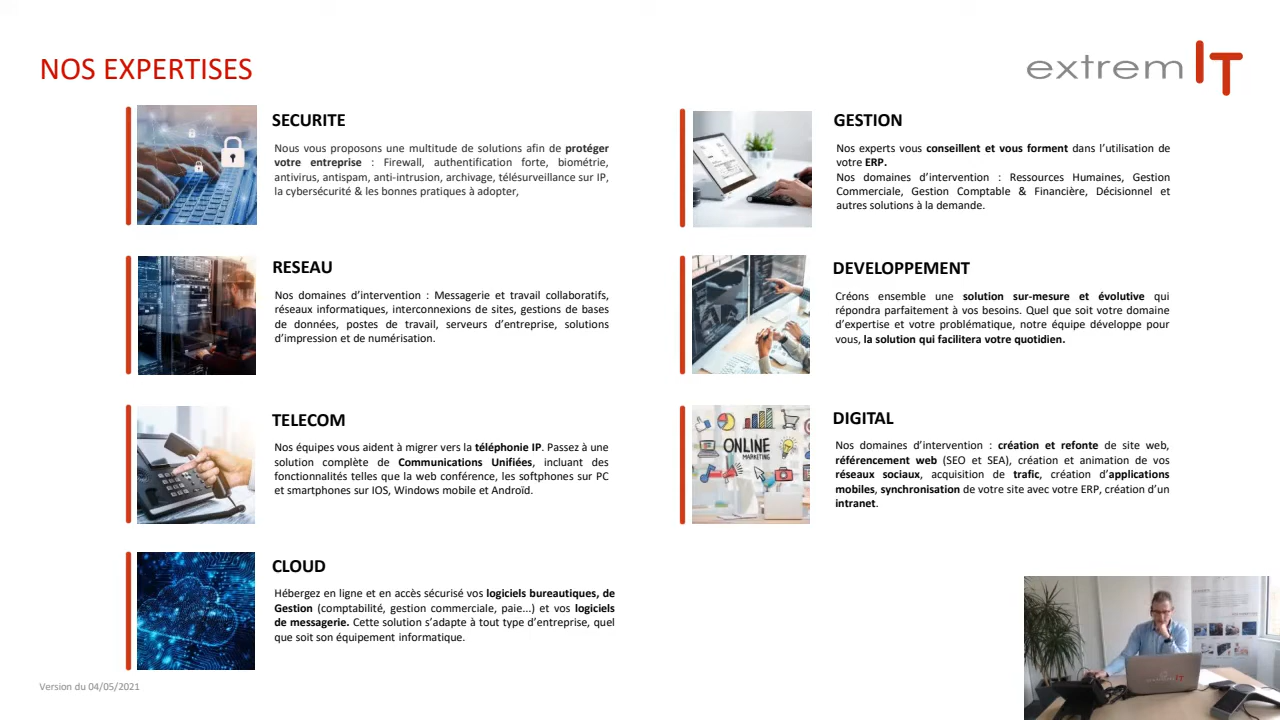 NOS EXPERTISES
extrem IT
SECURITE
Nous vous proposons une multitude de solutions afin de protéger
votre entreprise : Firewall, authentification forte, biométrie,
antivirus, antispam, anti-intrusion, archivage, télésurveillance sur IP,
la cybersécurité & les bonnes pratiques à adopter,
RESEAU
Nos domaines d’intervention : Messagerie et travail collaboratifs,
réseaux informatiques, interconnexions de sites, gestions de bases
de données, postes de travail, serveurs d’entreprise, solutions
d’impression et de numérisation.
TELECOM
Nos équipes vous aident à migrer vers la téléphonie IP. Passez à une
solution complète de Communications Unifiées, incluant des
fonctionnalités telles que la web conférence, les softphones sur PC
et smartphones sur IOS, Windows mobile et Androïd.
CLOUD
Hébergez en ligne et en accès sécurisé vos logiciels bureautiques, de
Gestion (comptabilité, gestion commerciale, paie...) et vos logiciels
de messagerie. Cette solution s’adapte à tout type d’entreprise, quel
que soit son équipement informatique.
GESTION
Nos experts vous conseillent et vous forment dans l’utilisation de
votre ERP.
Nos domaines d’intervention : Ressources Humaines, Gestion
Commerciale, Gestion Comptable & Financière, Décisionnel et
autres solutions à la demande.
DEVELOPPEMENT
Créons ensemble une solution sur-mesure et évolutive qui
répondra parfaitement à vos besoins. Quel que soit votre domaine
d’expertise et votre problématique, notre équipe développe pour
vous, la solution qui facilitera votre quotidien.
DIGITAL
ONLINE
MARKETING
Nos domaines d’intervention : création et refonte de site web,
référencement web (SEO et SEA), création et animation de vos
réseaux sociaux, acquisition de trafic, création d’applications
mobiles, synchronisation de votre site avec votre ERP, création d’un
intranet.
Version du 04/05/2021
extrem IT